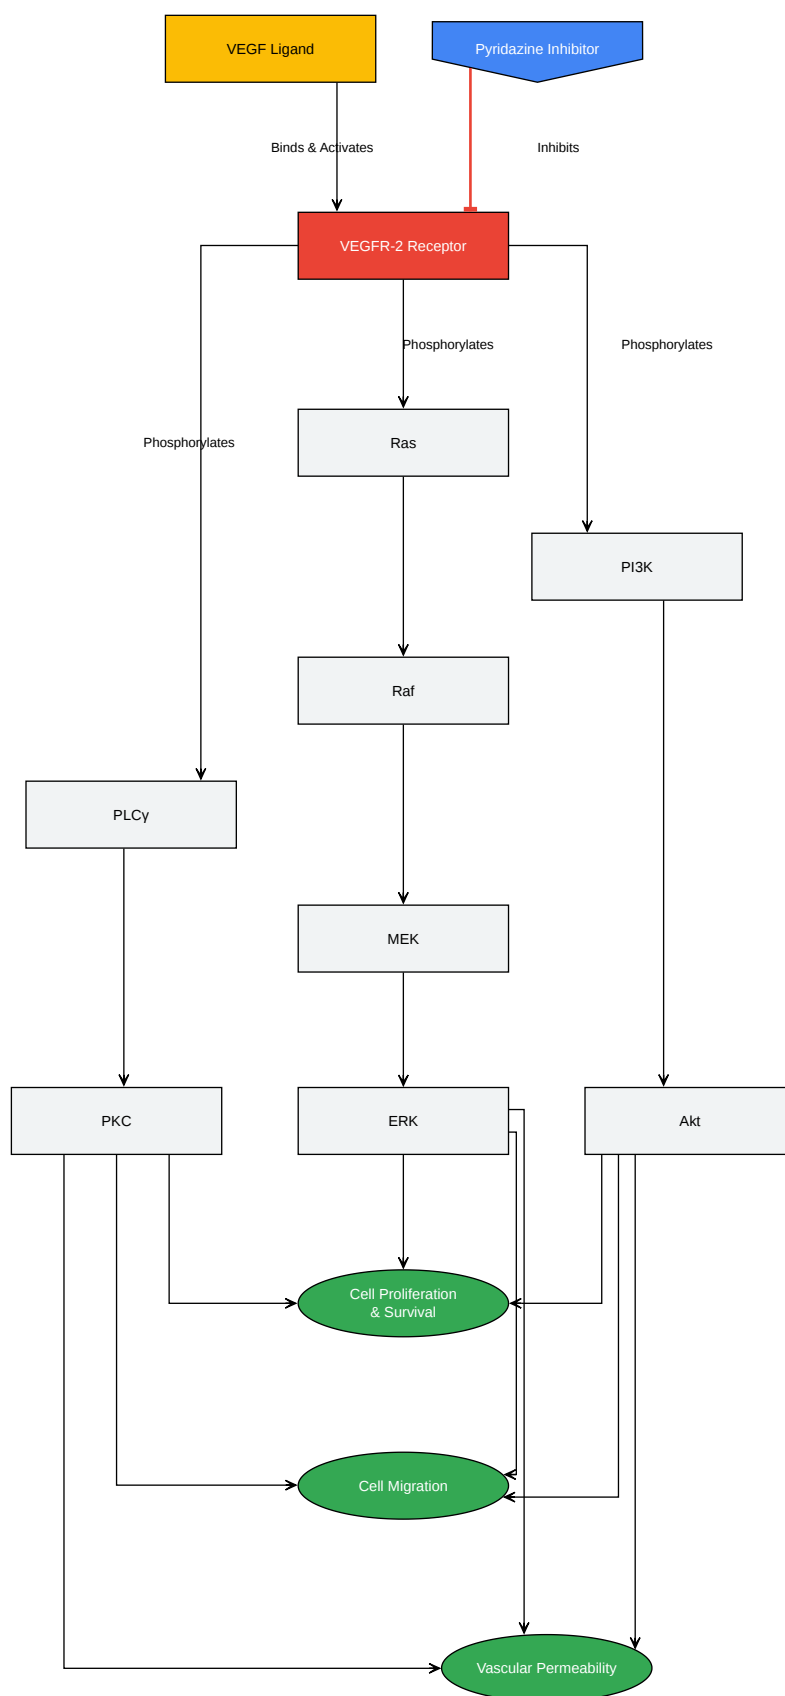 VEGF Ligand
Pyridazine Inhibitor
Binds & Activates
Inhibits
VEGFR-2 Receptor
Phosphorylates
Phosphorylates
Phosphorylates
Ras
PI3K
Raf
PLCγ
MEK
PKC
ERK
Akt
Cell Proliferation
& Survival
Cell Migration
Vascular Permeability